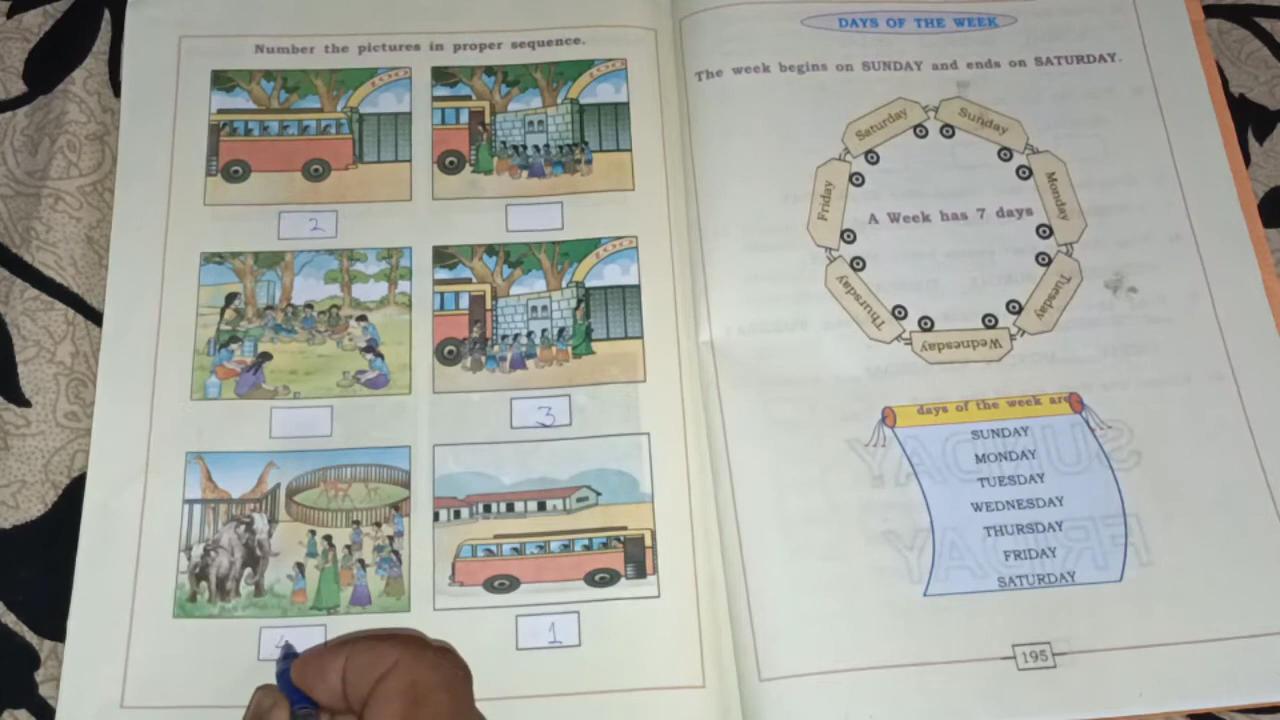 Number the pictures in proper sequence.
ZOO
ZOO
2
ZOO
3
4
1
DAYS OF THE WEEK
The week begins on SUNDAY and ends on SATURDAY.
Saturday
Sunday
Friday
Monday
A Week has 7 days
Thursday
Tuesday
Wednesday
days of the week are
SUNDAY
MONDAY
TUESDAY
WEDNESDAY
THURSDAY
FRIDAY
SATURDAY
195